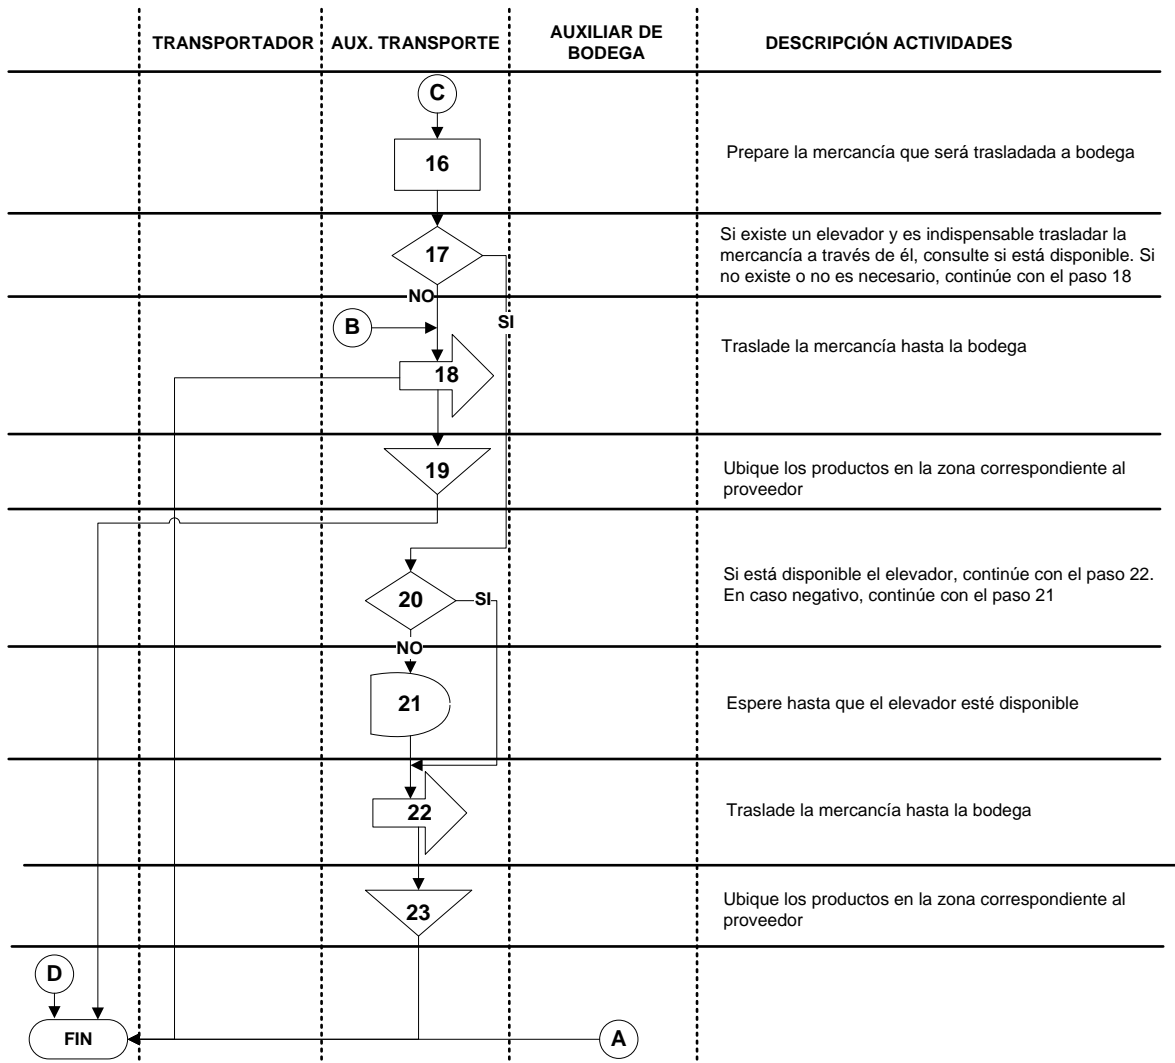 TRANSPORTADOR
AUX. TRANSPORTE
AUXILIAR DE
BODEGA
DESCRIPCIÓN ACTIVIDADES
C
16
Prepare la mercancía que será trasladada a bodega
17
Si existe un elevador y es indispensable trasladar la
mercancía a través de él, consulte si está disponible. Si
no existe o no es necesario, continúe con el paso 18
NO
SI
B
Traslade la mercancía hasta la bodega
18
19
Ubique los productos en la zona correspondiente al
proveedor
20
SI
Si está disponible el elevador, continúe con el paso 22.
En caso negativo, continúe con el paso 21
NO
21
Espere hasta que el elevador esté disponible
22
Traslade la mercancía hasta la bodega
23
Ubique los productos en la zona correspondiente al
proveedor
D
FIN
A